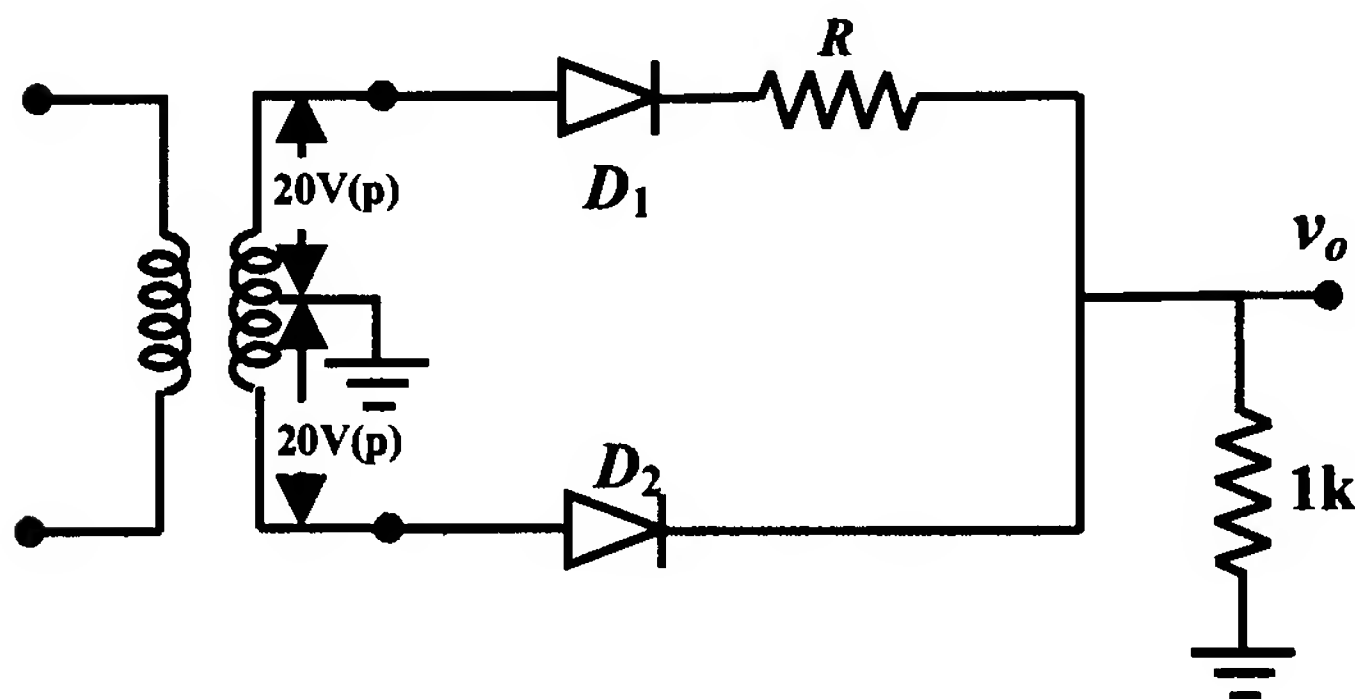 R
20V(p)
D₁
vₒ
20V(p)
D₂
1k